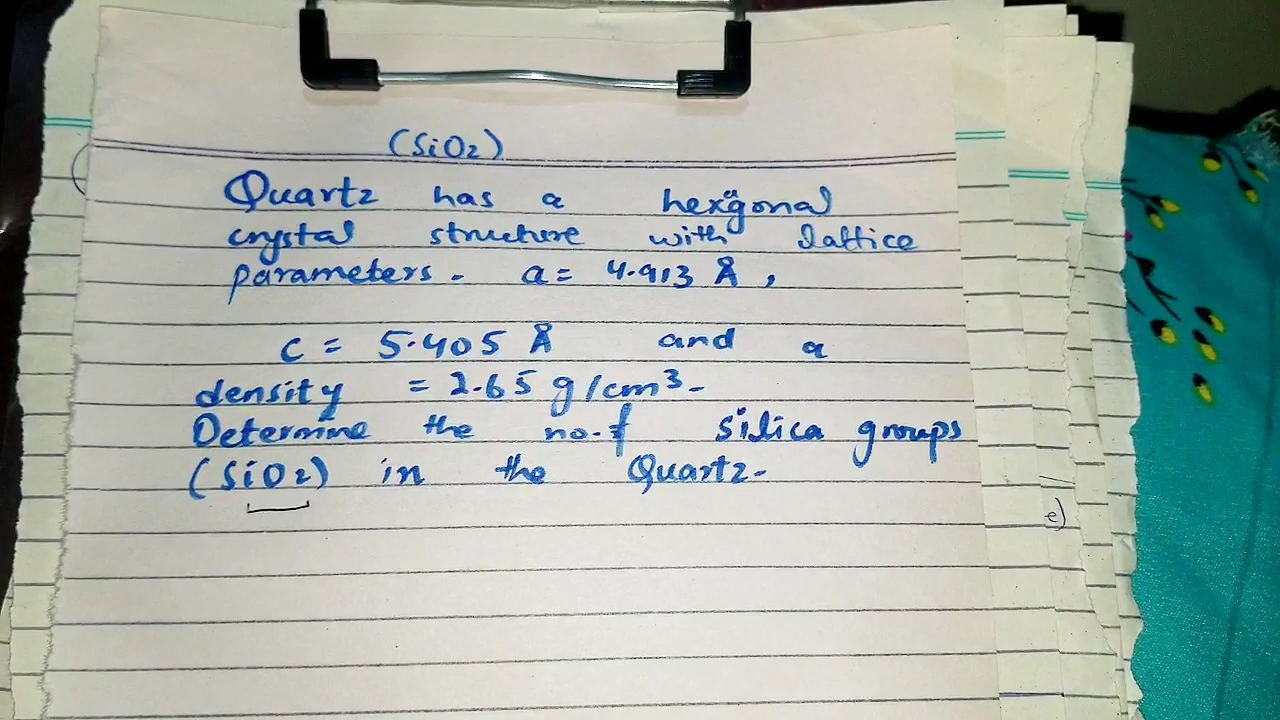 (SiO2)
Quartz has a hexagonal
crystal structure with lattice
parameters. a = 4.913 Å,
c = 5.405 Å and a
density = 2.65 g/cm3.
Determine the no. of silica groups
(SiO2) in the Quartz.
e)